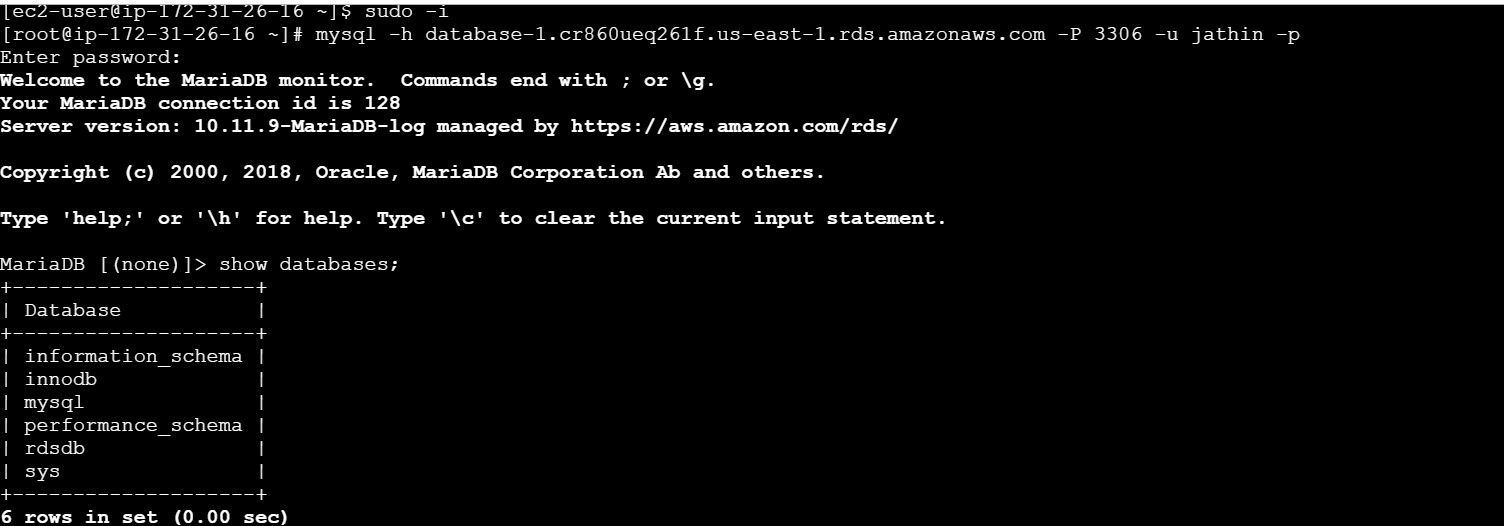 [ec2-user@ip-172-31-26-16 ~]$ sudo -i
[root@ip-172-31-26-16 ~]# mysql -h database-1.cr860ueq261f.us-east-1.rds.amazonaws.com -P 3306 -u jathin -p
Enter password:
Welcome to the MariaDB monitor.  Commands end with ; or \g.
Your MariaDB connection id is 128
Server version: 10.11.9-MariaDB-log managed by https://aws.amazon.com/rds/
Copyright (c) 2000, 2018, Oracle, MariaDB Corporation Ab and others.
Type 'help;' or '\h' for help. Type '\c' to clear the current input statement.
MariaDB [(none)]> show databases;
+--------------------+
| Database           |
+--------------------+
| information_schema |
| innodb             |
| mysql              |
| performance_schema |
| rdsdb              |
| sys                |
+--------------------+
6 rows in set (0.00 sec)